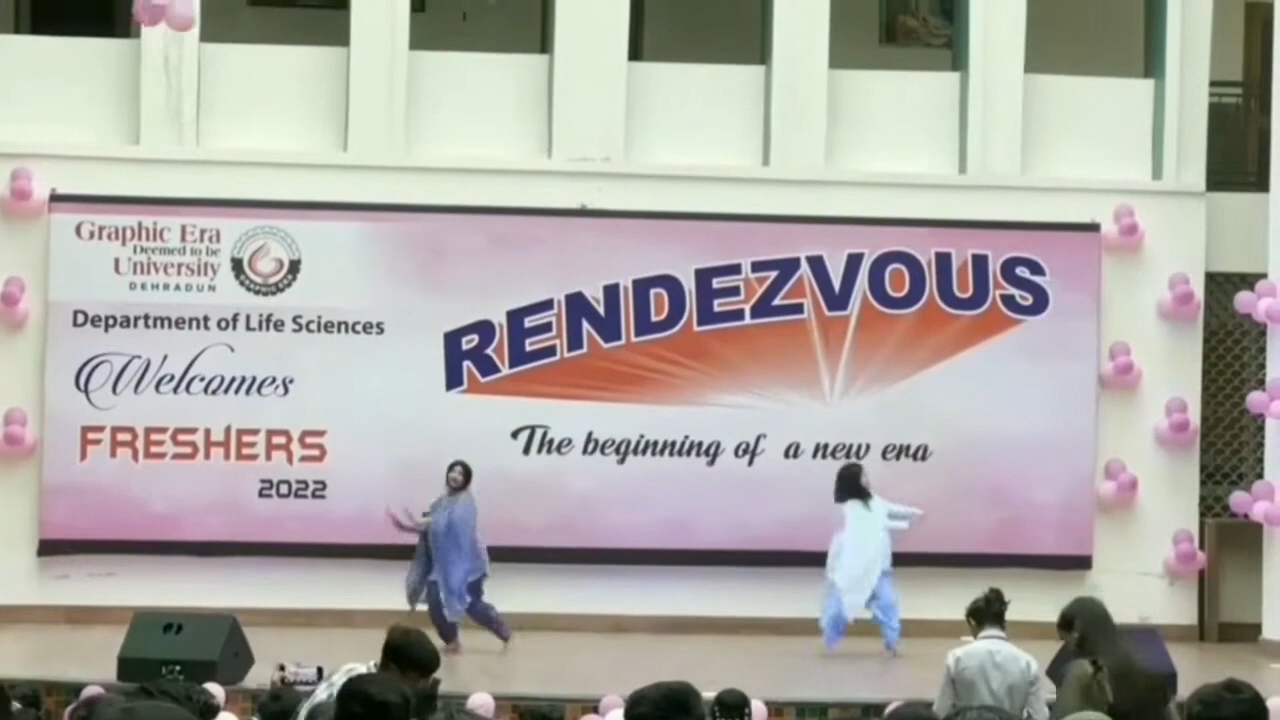 Graphic Era
Deemed to be
University
DEHRADUN
Department of Life Sciences
Welcomes
FRESHERS
2022
RENDEZVOUS
The beginning of a new era